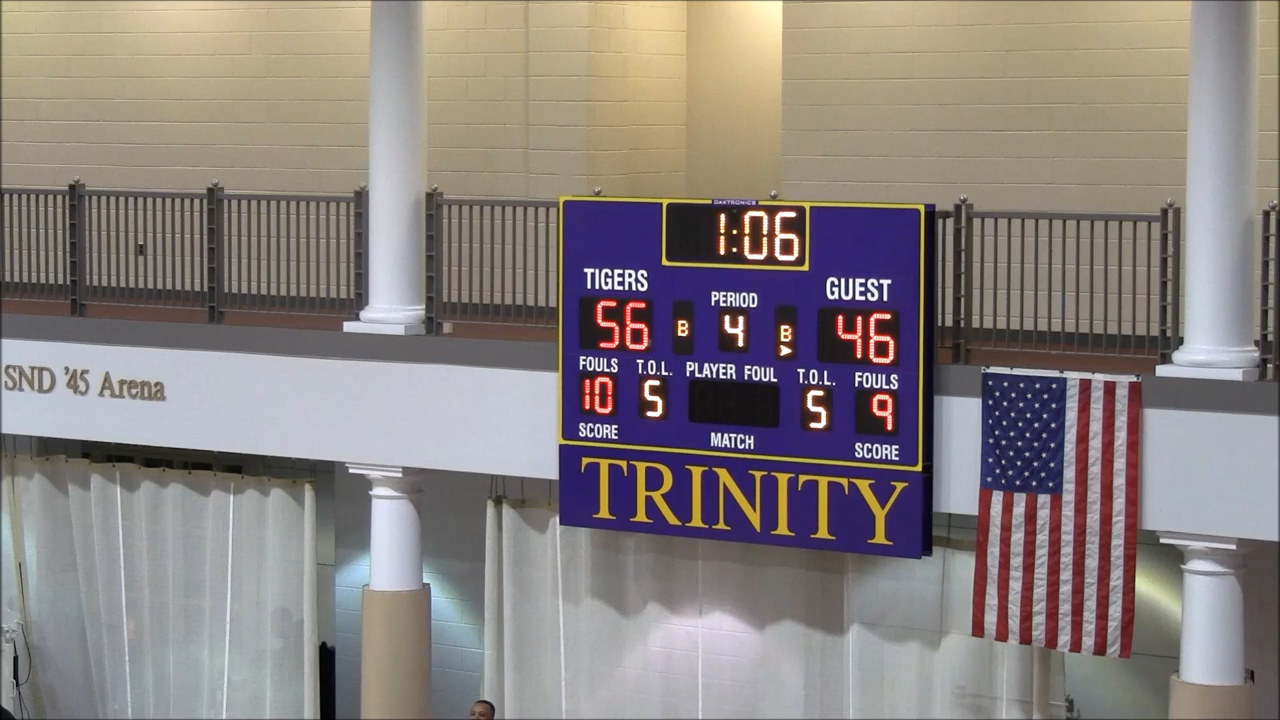 DAKTRONICS
1:06
TIGERS
GUEST
PERIOD
56 B 4 B 46
FOULS T.O.L. PLAYER FOUL T.O.L. FOULS
10 5 5 9
SCORE MATCH SCORE
TRINITY
SND '45 Arena